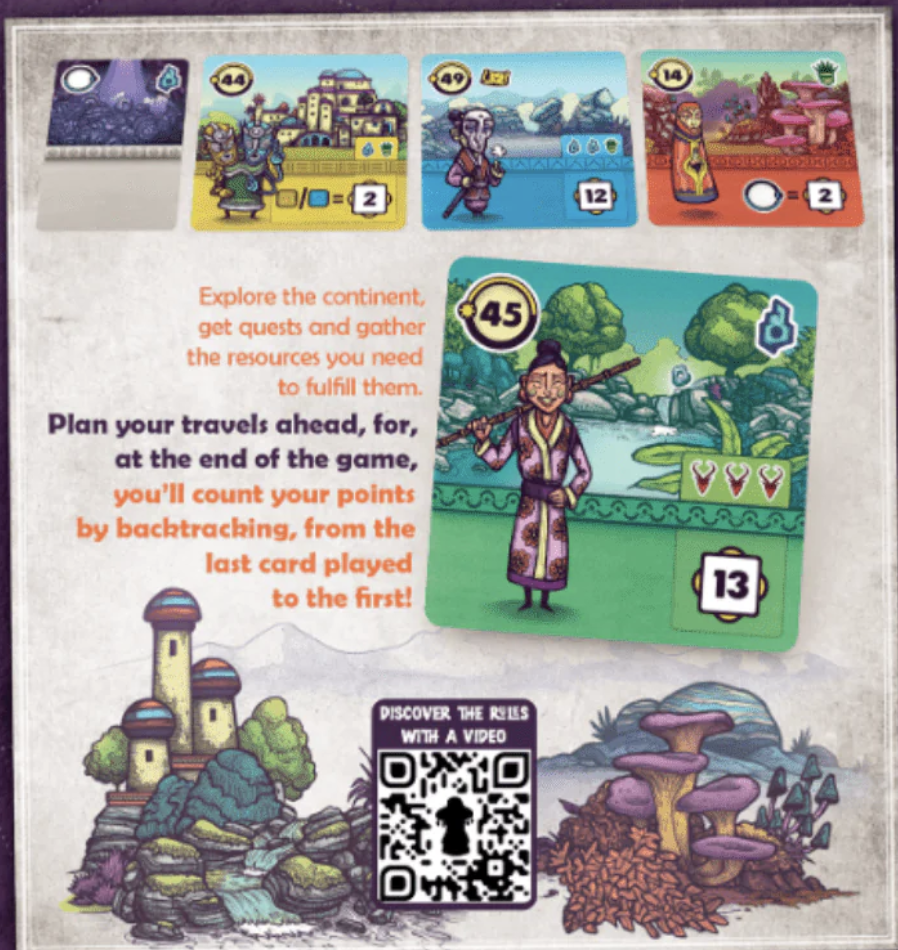 44
49
14
2
12
= 2
Explore the continent,
get quests and gather
the resources you need
to fulfill them.
Plan your travels ahead, for,
at the end of the game,
you'll count your points
by backtracking, from the
last card played
to the first!
45
13
DISCOVER THE RULES
WITH A VIDEO